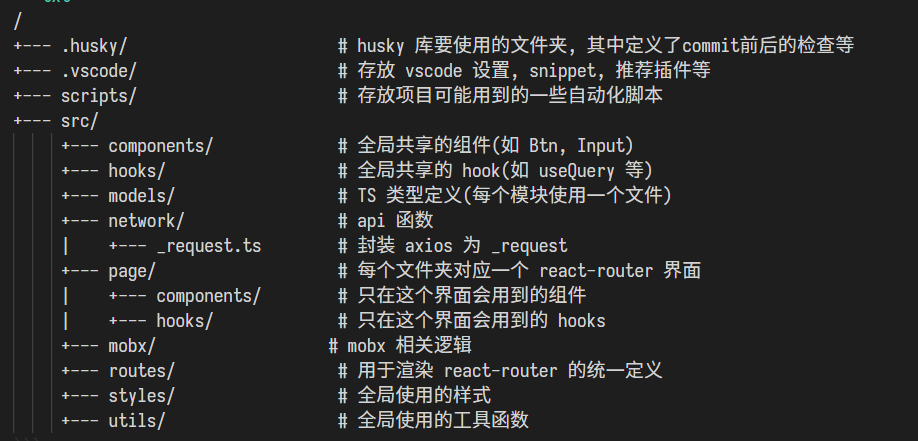 /
+--- .husky/                      # husky 库要使用的文件夹, 其中定义了commit前后的检查等
+--- .vscode/                     # 存放 vscode 设置, snippet, 推荐插件等
+--- scripts/                     # 存放项目可能用到的一些自动化脚本
+--- src/
     +--- components/             # 全局共享的组件(如 Btn, Input)
     +--- hooks/                  # 全局共享的 hook(如 useQuery 等)
     +--- models/                 # TS 类型定义(每个模块使用一个文件)
     +--- network/                # api 函数
     |    +--- _request.ts        # 封装 axios 为 _request
     +--- page/                   # 每个文件夹对应一个 react-router 界面
     |    +--- components/        # 只在这个界面会用到的组件
     |    +--- hooks/             # 只在这个界面会用到的 hooks
     +--- mobx/                  # mobx 相关逻辑
     +--- routes/                 # 用于渲染 react-router 的统一定义
     +--- styles/                 # 全局使用的样式
     +--- utils/                  # 全局使用的工具函数